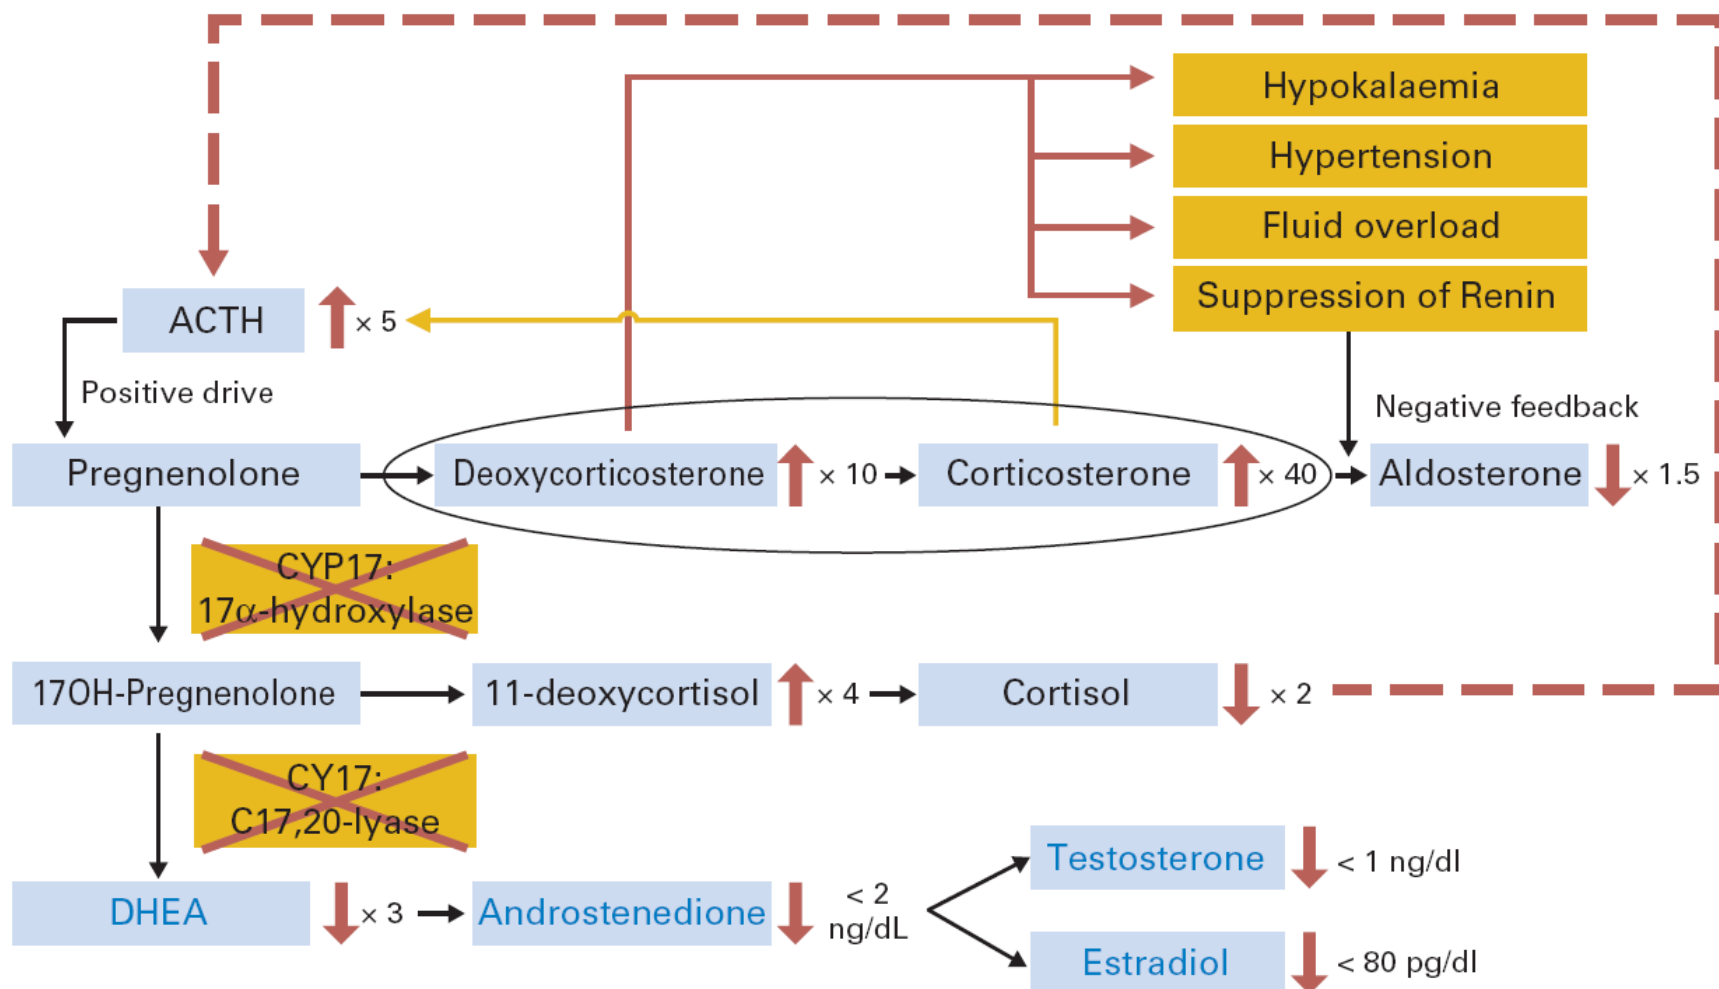 Hypokalaemia
Hypertension
Fluid overload
Suppression of Renin
ACTH
× 5
Positive drive
Negative feedback
Pregnenolone
Deoxycorticosterone
× 10
Corticosterone
× 40
Aldosterone
× 1.5
CYP17:
17α-hydroxylase
17OH-Pregnenolone
11-deoxycortisol
× 4
Cortisol
× 2
CY17:
C17,20-lyase
DHEA
× 3
Androstenedione
< 2
ng/dL
Testosterone
< 1 ng/dl
Estradiol
< 80 pg/dl